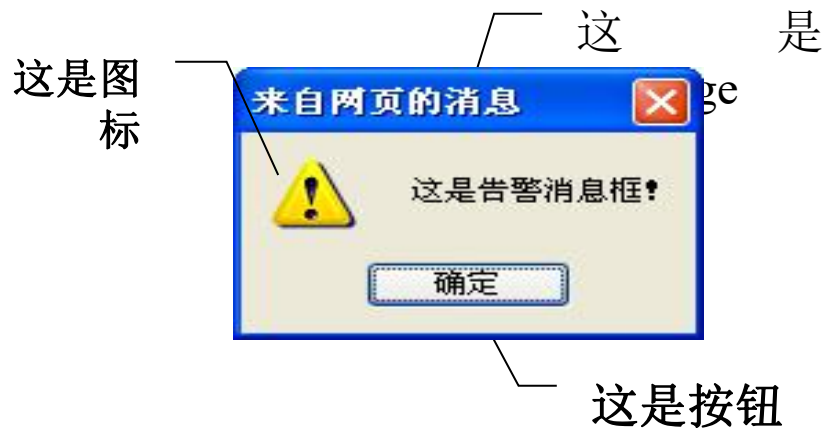 这 是
ge
这是图
标
来自网页的消息
这是告警消息框!
确定
这是按钮